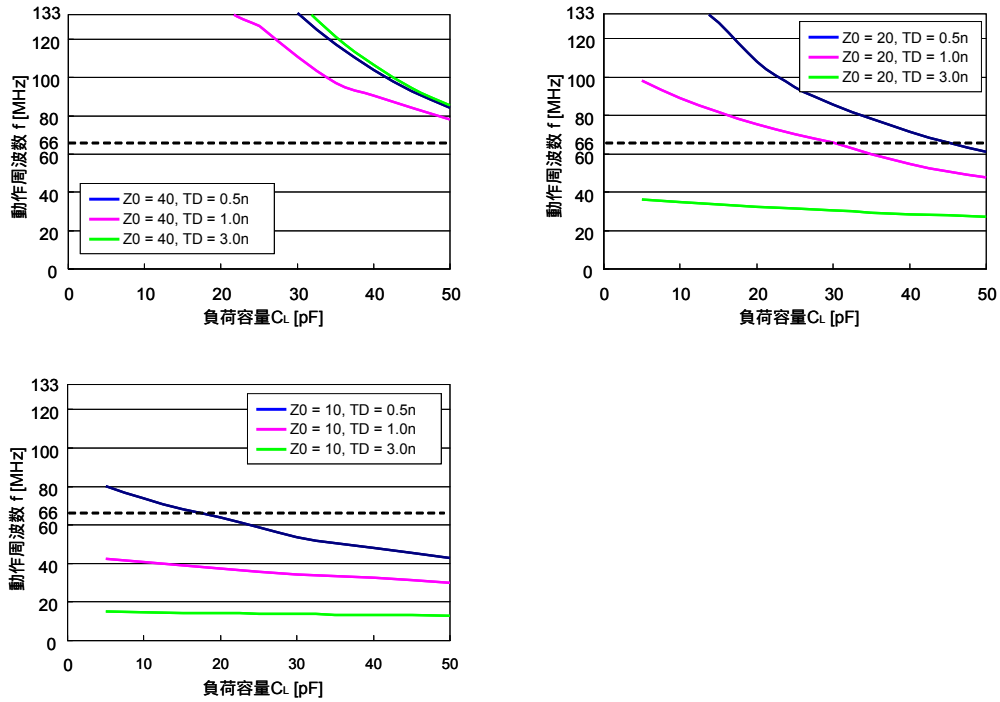 133
120
100
80
66
60
40
20
0
動作周波数 f [MHz]
Z0 = 40, TD = 0.5n
Z0 = 40, TD = 1.0n
Z0 = 40, TD = 3.0n
0 10 20 30 40 50
負荷容量CL [pF]
133
120
100
80
66
60
40
20
0
動作周波数 f [MHz]
Z0 = 20, TD = 0.5n
Z0 = 20, TD = 1.0n
Z0 = 20, TD = 3.0n
0 10 20 30 40 50
負荷容量CL [pF]
133
120
100
80
66
60
40
20
0
動作周波数 f [MHz]
Z0 = 10, TD = 0.5n
Z0 = 10, TD = 1.0n
Z0 = 10, TD = 3.0n
0 10 20 30 40 50
負荷容量CL [pF]